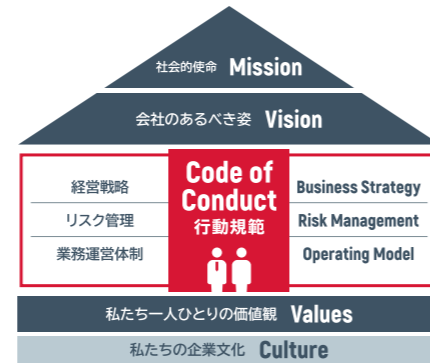 社会的使命 Mission
会社のあるべき姿 Vision
Code of
Conduct
行動規範
経営戦略 Business Strategy
リスク管理 Risk Management
業務運営体制 Operating Model
私たち一人ひとりの価値観 Values
私たちの企業文化 Culture